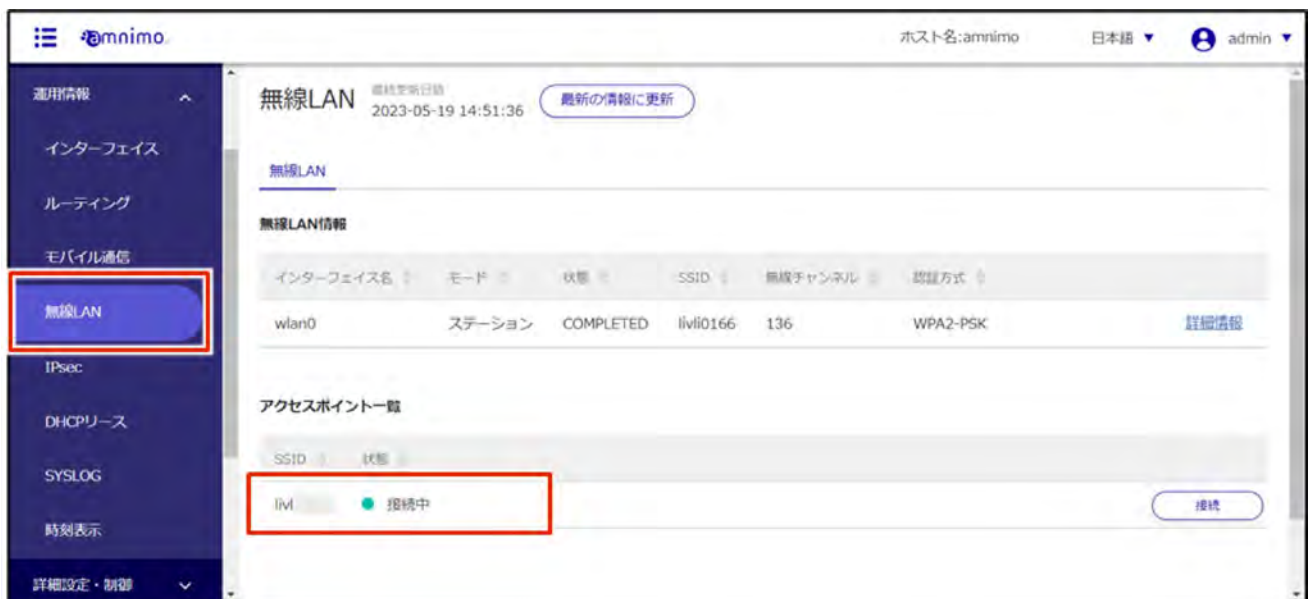 amnimo
ホスト名:amnimo 日本語 ▼ admin ▼
運用情報
インターフェイス
ルーティング
モバイル通信
無線LAN
IPsec
DHCPリース
SYSLOG
時刻表示
詳細設定・制御
無線LAN 最終更新日時 2023-05-19 14:51:36 最新の情報に更新
無線LAN
無線LAN情報
インターフェイス名 モード 状態 SSID 無線チャンネル 認証方式
wlan0 ステーション COMPLETED livli0166 136 WPA2-PSK 詳細情報
アクセスポイント一覧
SSID 状態
livl 接続中 接続